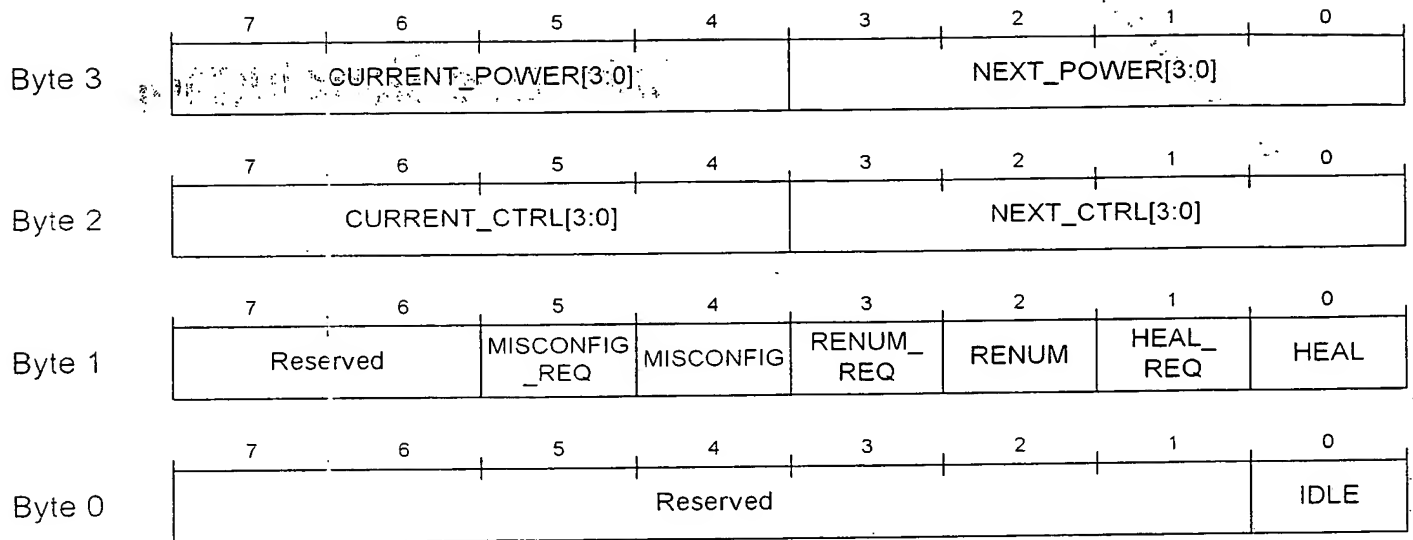 7 6 5 4 3 2 1 0
Byte 3 CURRENT_POWER[3:0] NEXT_POWER[3:0]
7 6 5 4 3 2 1 0
Byte 2 CURRENT_CTRL[3:0] NEXT_CTRL[3:0]
7 6 5 4 3 2 1 0
Byte 1 Reserved MISCONFIG_REQ MISCONFIG RENUM_REQ RENUM HEAL_REQ HEAL
7 6 5 4 3 2 1 0
Byte 0 Reserved IDLE